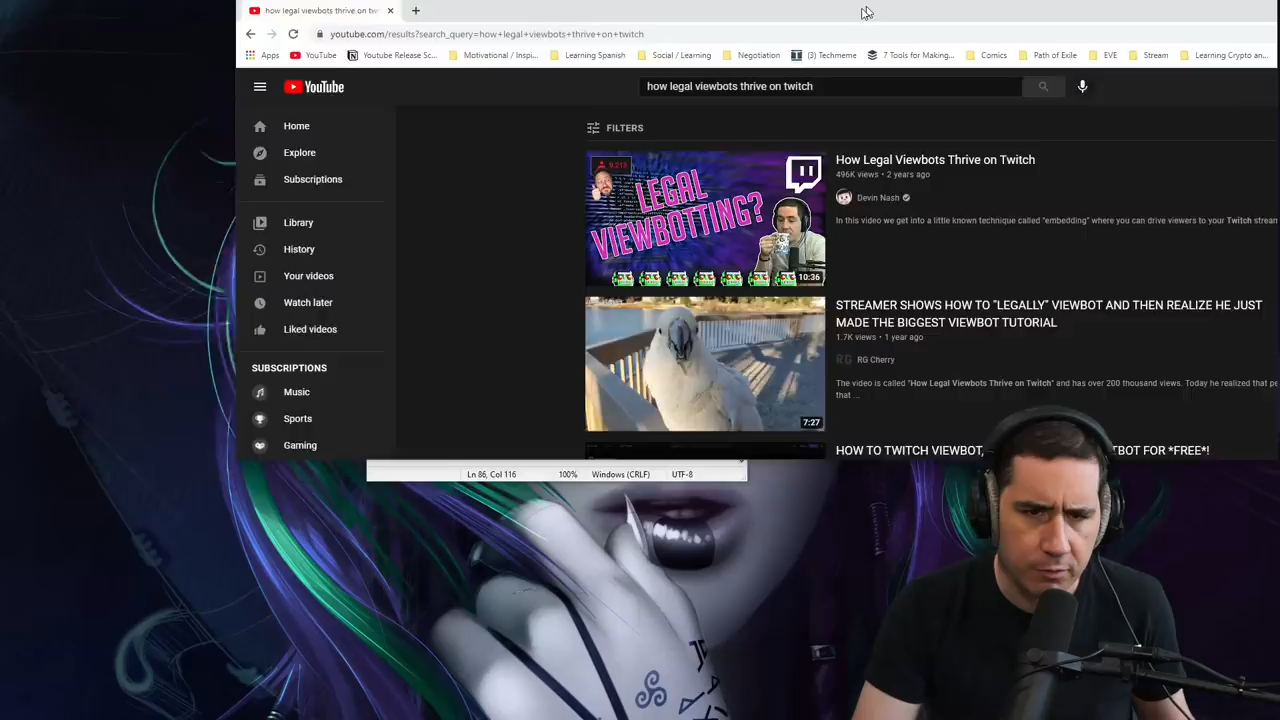 how legal viewbots thrive on twi
youtube.com/results?search_query=how+legal+viewbots+thrive+on+twitch
Apps YouTube Youtube Release Sc... Motivational / Inspi... Learning Spanish Social / Learning Negotiation (3) Techmeme 7 Tools for Making... Comics Path of Exile EVE Stream Learning Crypto an...
YouTube
how legal viewbots thrive on twitch
Home
Explore
Subscriptions
Library
History
Your videos
Watch later
Liked videos
SUBSCRIPTIONS
Music
Sports
Gaming
FILTERS
9,213
LEGAL
VIEWBOTTING?
10:36
How Legal Viewbots Thrive on Twitch
496K views • 2 years ago
Devin Nash
In this video we get into a little known technique called "embedding" where you can drive viewers to your Twitch stream
7:27
STREAMER SHOWS HOW TO "LEGALLY" VIEWBOT AND THEN REALIZE HE JUST
MADE THE BIGGEST VIEWBOT TUTORIAL
1.7K views • 1 year ago
RG RG Cherry
The video is called "How Legal Viewbots Thrive on Twitch" and has over 200 thousand views. Today he realized that pe
that ...
HOW TO TWITCH VIEWBOT, TBOT FOR *FREE*!
Ln 86, Col 116 100% Windows (CRLF) UTF-8